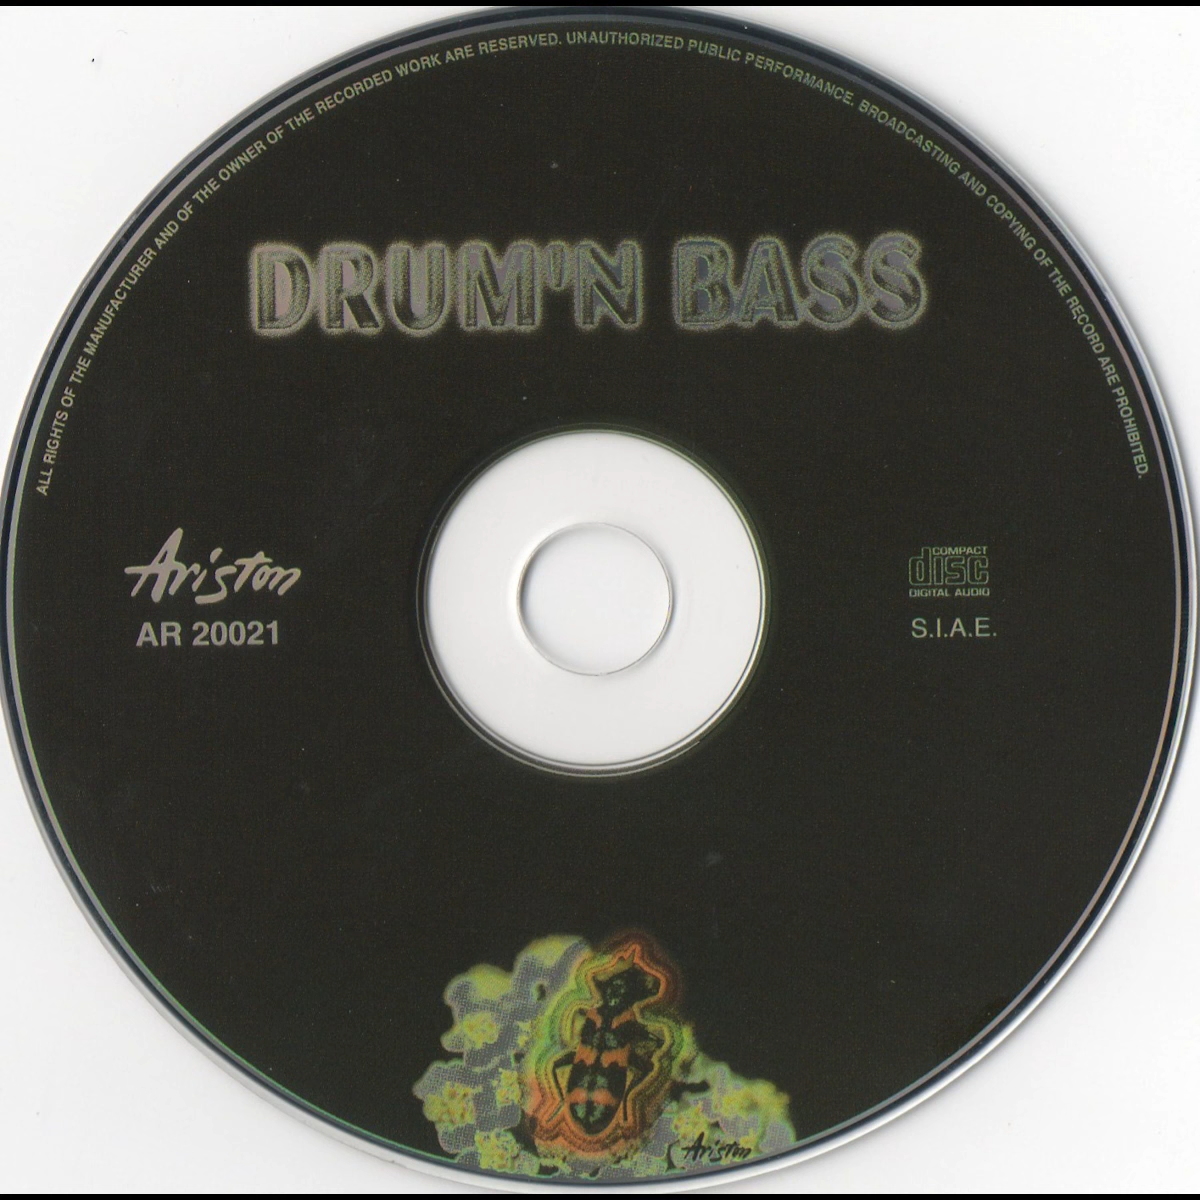 ALL RIGHTS OF THE MANUFACTURER AND OF THE OWNER OF THE RECORDED WORK ARE RESERVED. UNAUTHORIZED PUBLIC PERFORMANCE. BROADCASTING AND COPYING OF THE RECORD ARE PROHIBITED.
DRUM'N BASS
Ariston
AR 20021
COMPACT
disc
DIGITAL AUDIO
S.I.A.E.
Ariston